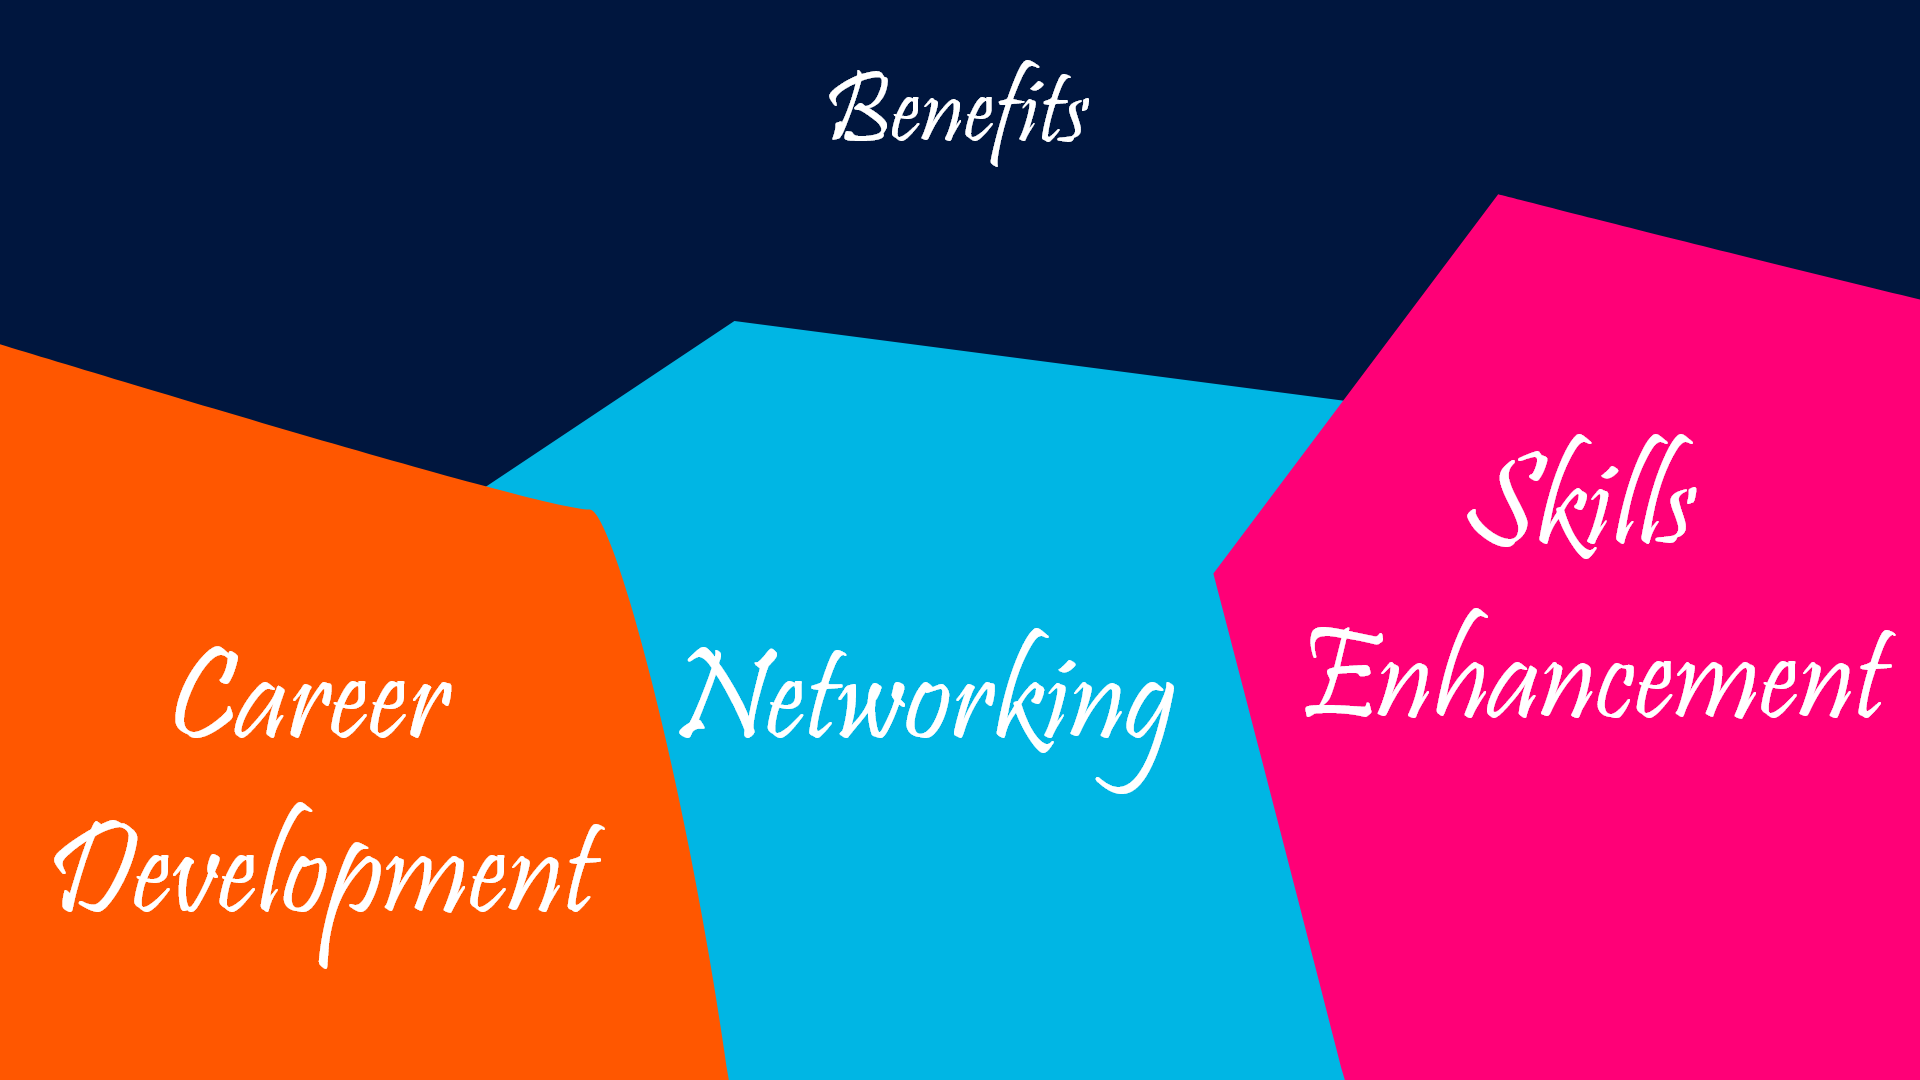 Benefits
Career
Development
Networking
Skills
Enhancement